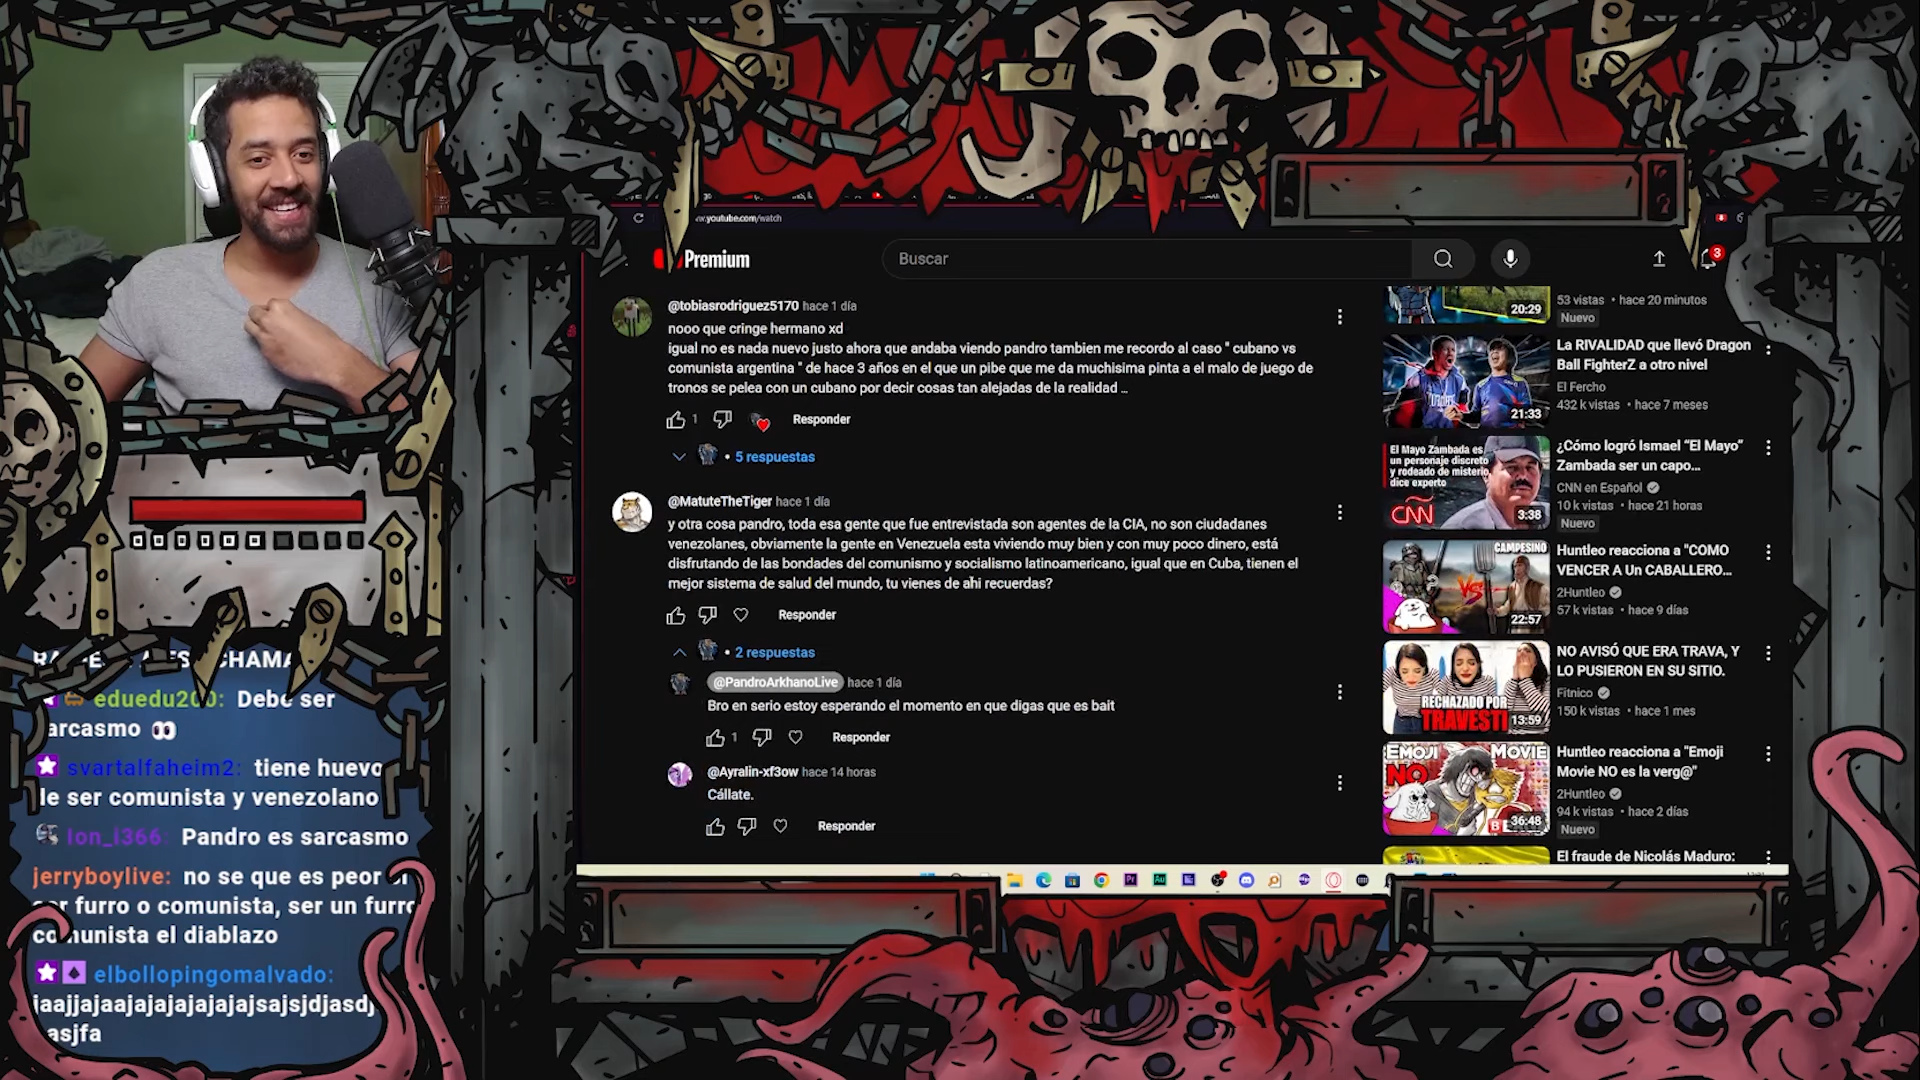 youtube.com/watch
Premium
Buscar
3
@tobiasrodriguez5170 hace 1 día
nooo que cringe hermano xd
igual no es nada nuevo justo ahora que andaba viendo pandro tambien me recordo al caso " cubano vs
comunista argentina " de hace 3 años en el que un pibe que me da muchisima pinta a el malo de juego de
tronos se pelea con un cubano por decir cosas tan alejadas de la realidad ...
1 Responder
• 5 respuestas
@MatuteTheTiger hace 1 día
y otra cosa pandro, toda esa gente que fue entrevistada son agentes de la CIA, no son ciudadanes
venezolanes, obviamente la gente en Venezuela esta viviendo muy bien y con muy poco dinero, está
disfrutando de las bondades del comunismo y socialismo latinoamericano, igual que en Cuba, tienen el
mejor sistema de salud del mundo, tu vienes de ahi recuerdas?
Responder
• 2 respuestas
@PandroArkhanoLive hace 1 día
Bro en serio estoy esperando el momento en que digas que es bait
1 Responder
@Ayralin-xf3ow hace 14 horas
Cállate.
Responder
20:29
53 vistas • hace 20 minutos
Nuevo
21:33
La RIVALIDAD que llevó Dragon
Ball FighterZ a otro nivel
El Fercho
432 k vistas • hace 7 meses
El Mayo Zambada es
un personaje discreto
y rodeado de misterio,
dice experto
CNN
3:38
¿Cómo logró Ismael “El Mayo”
Zambada ser un capo...
CNN en Español
10 k vistas • hace 21 horas
Nuevo
CAMPESINO
VS
22:57
Huntleo reacciona a "COMO
VENCER A Un CABALLERO...
2Huntleo
57 k vistas • hace 9 días
RECHAZADO POR
TRAVESTI
13:59
NO AVISÓ QUE ERA TRAVA, Y
LO PUSIERON EN SU SITIO.
Fitnico
150 k vistas • hace 1 mes
EMOJI MOVIE
NO
36:48
Huntleo reacciona a "Emoji
Movie NO es la verg@"
2Huntleo
94 k vistas • hace 2 días
Nuevo
El fraude de Nicolás Maduro:
CHAMA
eduedu200: Debe ser
arcasmo 👀
svartalfaheim2: tiene huevo
de ser comunista y venezolano
Pandro es sarcasmo
jerryboylive: no se que es peor si
ser furro o comunista, ser un furro
comunista el diablazo
elbollopingomalvado:
jaajjajaajajajajajajajsajsjdjasdj
asjfa